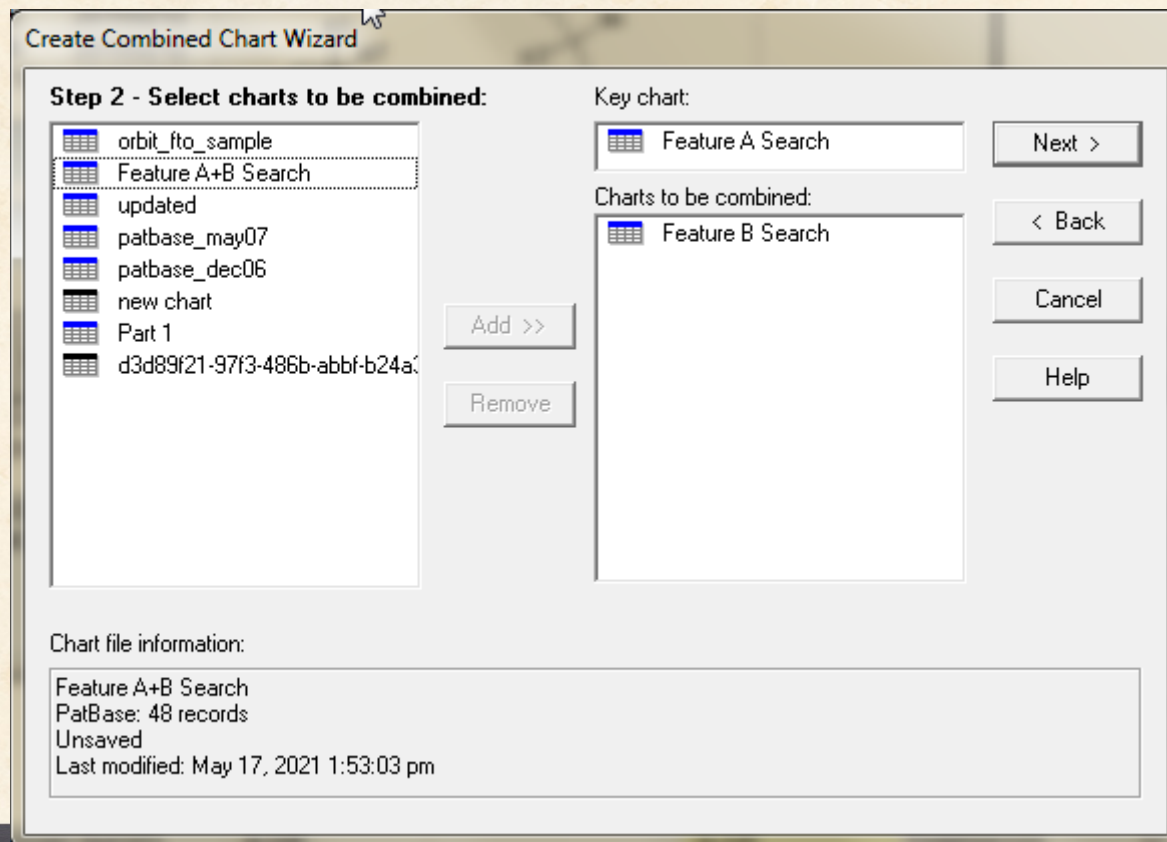 Create Combined Chart Wizard
Step 2 - Select charts to be combined:
orbit_fto_sample
Feature A+B Search
updated
patbase_may07
patbase_dec06
new chart
Part 1
d3d89f21-97f3-486b-abbf-b24a3
Add >>
Remove
Key chart:
Feature A Search
Charts to be combined:
Feature B Search
Next >
< Back
Cancel
Help
Chart file information:
Feature A+B Search
PatBase: 48 records
Unsaved
Last modified: May 17, 2021 1:53:03 pm